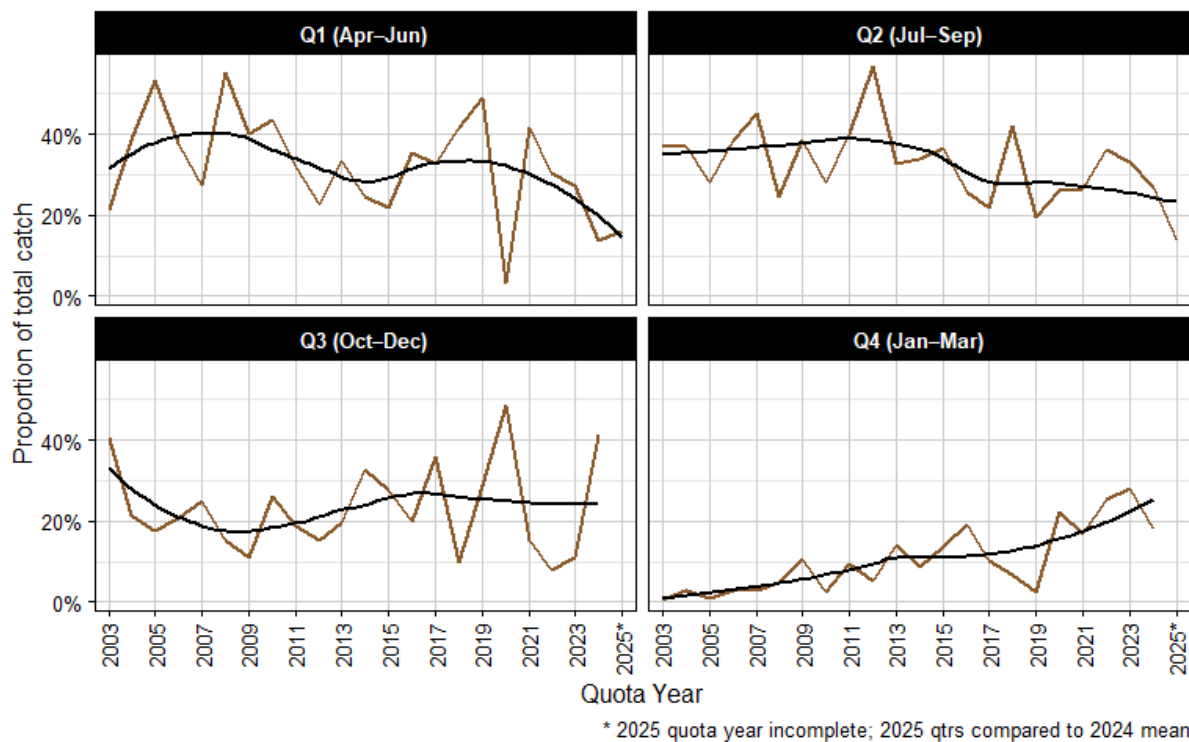 Q1 (Apr–Jun)
Q2 (Jul–Sep)
40%
20%
0%
Q3 (Oct–Dec)
Q4 (Jan–Mar)
40%
20%
0%
Proportion of total catch
2003 2005 2007 2009 2011 2013 2015 2017 2019 2021 2023 2025*
2003 2005 2007 2009 2011 2013 2015 2017 2019 2021 2023 2025*
Quota Year
* 2025 quota year incomplete; 2025 qtrs compared to 2024 mean